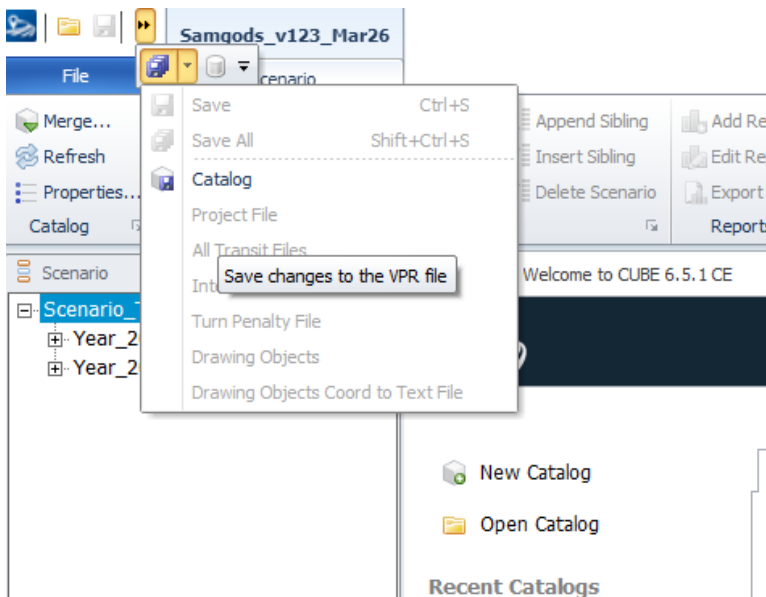 Samgods_v123_Mar26
File
cenario
Merge...
Refresh
Properties...
Catalog
Save Ctrl+S
Save All Shift+Ctrl+S
Catalog
Project File
All Transit Files
Save changes to the VPR file
Turn Penalty File
Drawing Objects
Drawing Objects Coord to Text File
Append Sibling
Insert Sibling
Delete Scenario
Add Re
Edit Re
Export
Report
Scenario
Scenario_
Year_2
Year_2
Welcome to CUBE 6.5.1 CE
New Catalog
Open Catalog
Recent Catalogs